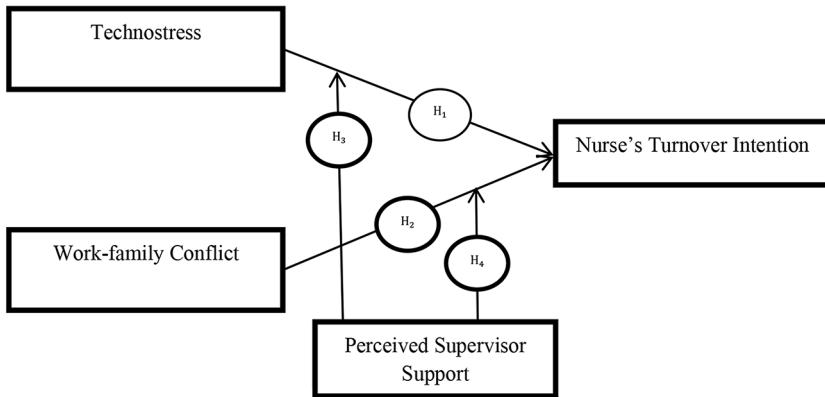 Technostress
H₁
H₃
Nurse’s Turnover Intention
H₂
Work-family Conflict
H₄
Perceived Supervisor
Support